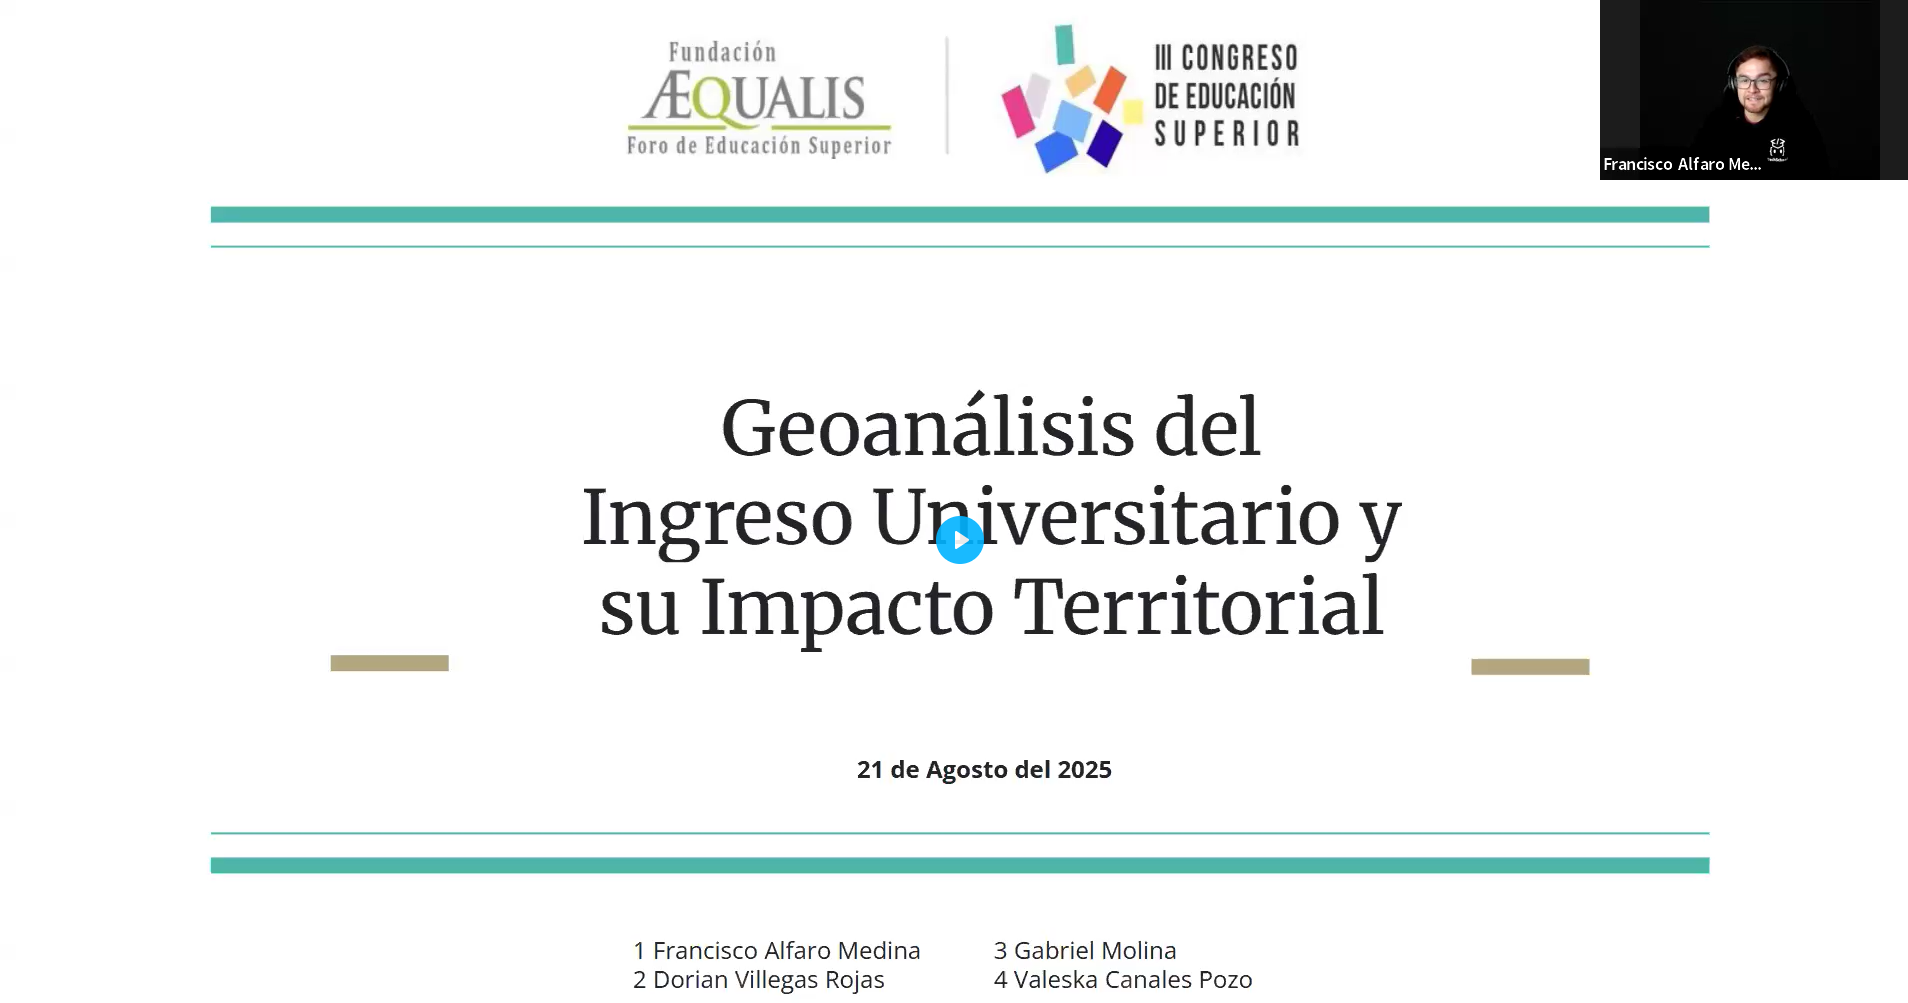 Fundación
ÆQUALIS
Foro de Educación Superior
III CONGRESO
DE EDUCACIÓN
SUPERIOR
Francisco Alfaro Me...
Geoanálisis del
Ingreso Universitario y
su Impacto Territorial
21 de Agosto del 2025
1 Francisco Alfaro Medina
2 Dorian Villegas Rojas
3 Gabriel Molina
4 Valeska Canales Pozo